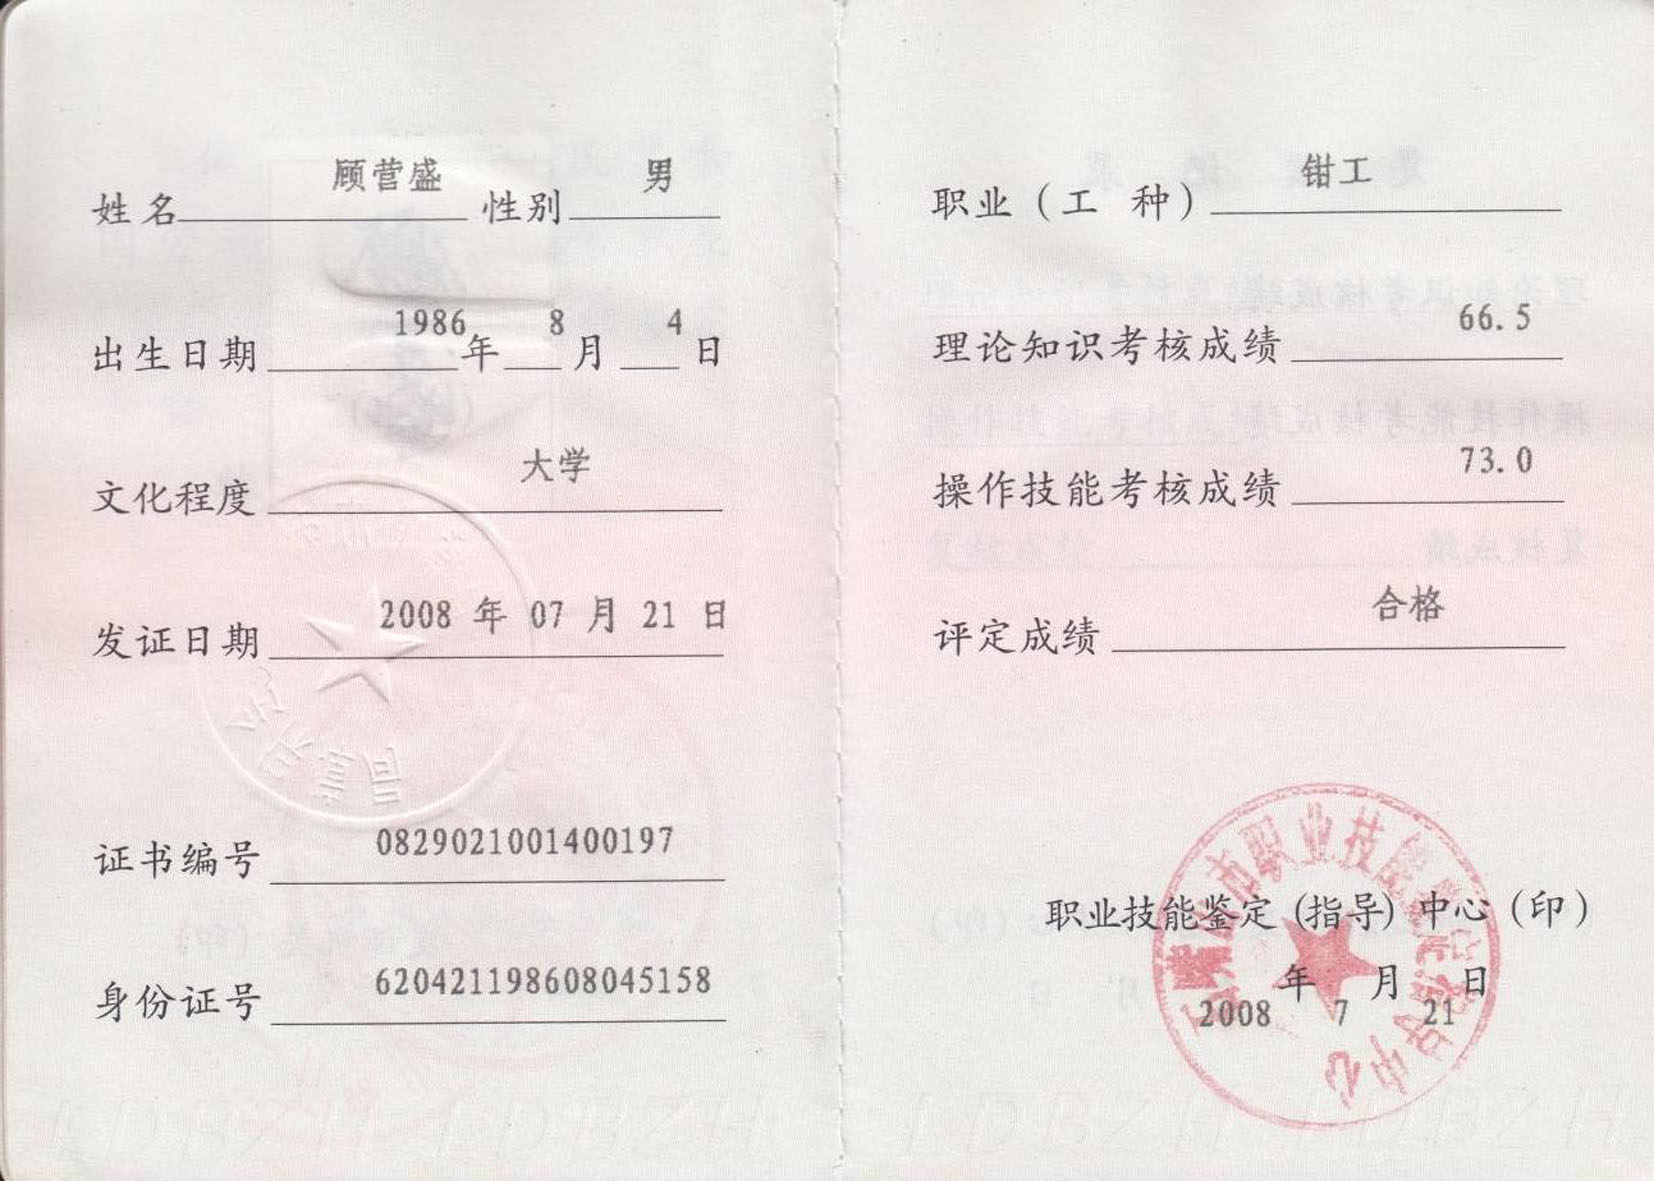 姓名 顾营盛 性别 男
出生日期 1986 年 8 月 4 日
文化程度 大学
发证日期 2008 年 07 月 21 日
证书编号 0829021001400197
身份证号 620421198608045158
职业（工 种） 钳工
理论知识考核成绩 66.5
操作技能考核成绩 73.0
评定成绩 合格
职业技能鉴定(指导)中心（印）
2008 年 7 月 21 日
市职业技能鉴定指导中心